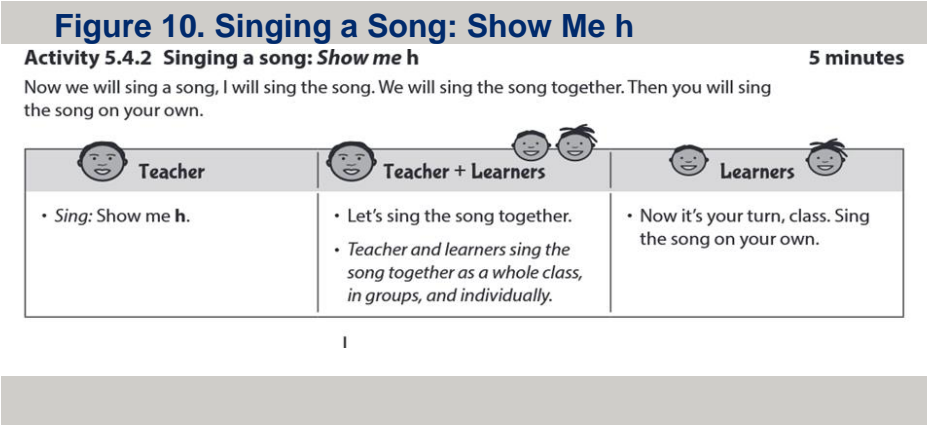 Figure 10. Singing a Song: Show Me h
Activity 5.4.2 Singing a song: Show me h 5 minutes
Now we will sing a song, I will sing the song. We will sing the song together. Then you will sing
the song on your own.
Teacher
• Sing: Show me h.
Teacher + Learners
• Let's sing the song together.
• Teacher and learners sing the
song together as a whole class,
in groups, and individually.
Learners
• Now it's your turn, class. Sing
the song on your own.